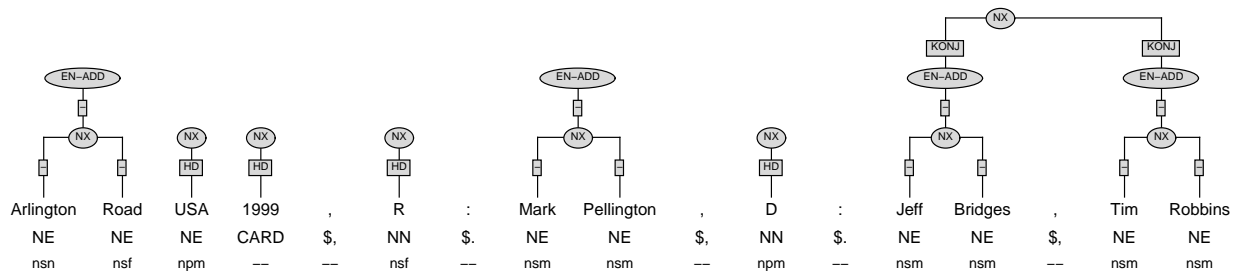 NX
KONJ KONJ
EN–ADD EN–ADD EN–ADD EN–ADD
– – – –
NX NX NX NX NX NX NX NX
– – HD HD HD – – HD – – – –
Arlington Road USA 1999 , R : Mark Pellington , D : Jeff Bridges , Tim Robbins
NE NE NE CARD $, NN $. NE NE $, NN $. NE NE $, NE NE
nsn nsf npm –– –– nsf –– nsm nsm –– npm –– nsm nsm –– nsm nsm